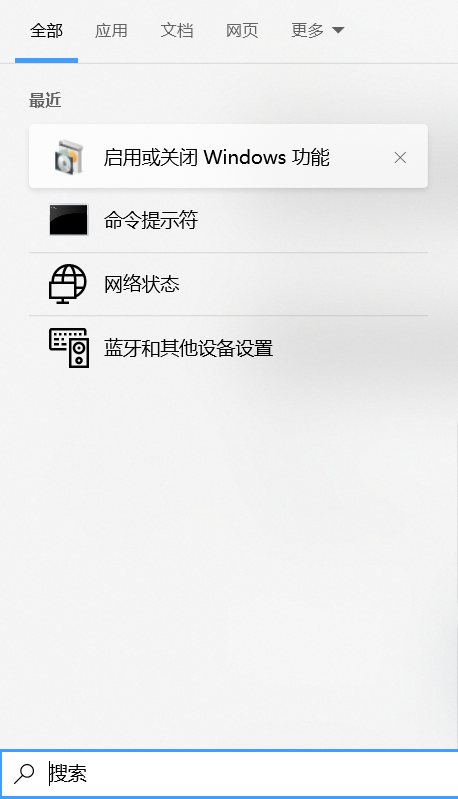 全部 应用 文档 网页 更多
最近
启用或关闭 Windows 功能
命令提示符
网络状态
蓝牙和其他设备设置
搜索